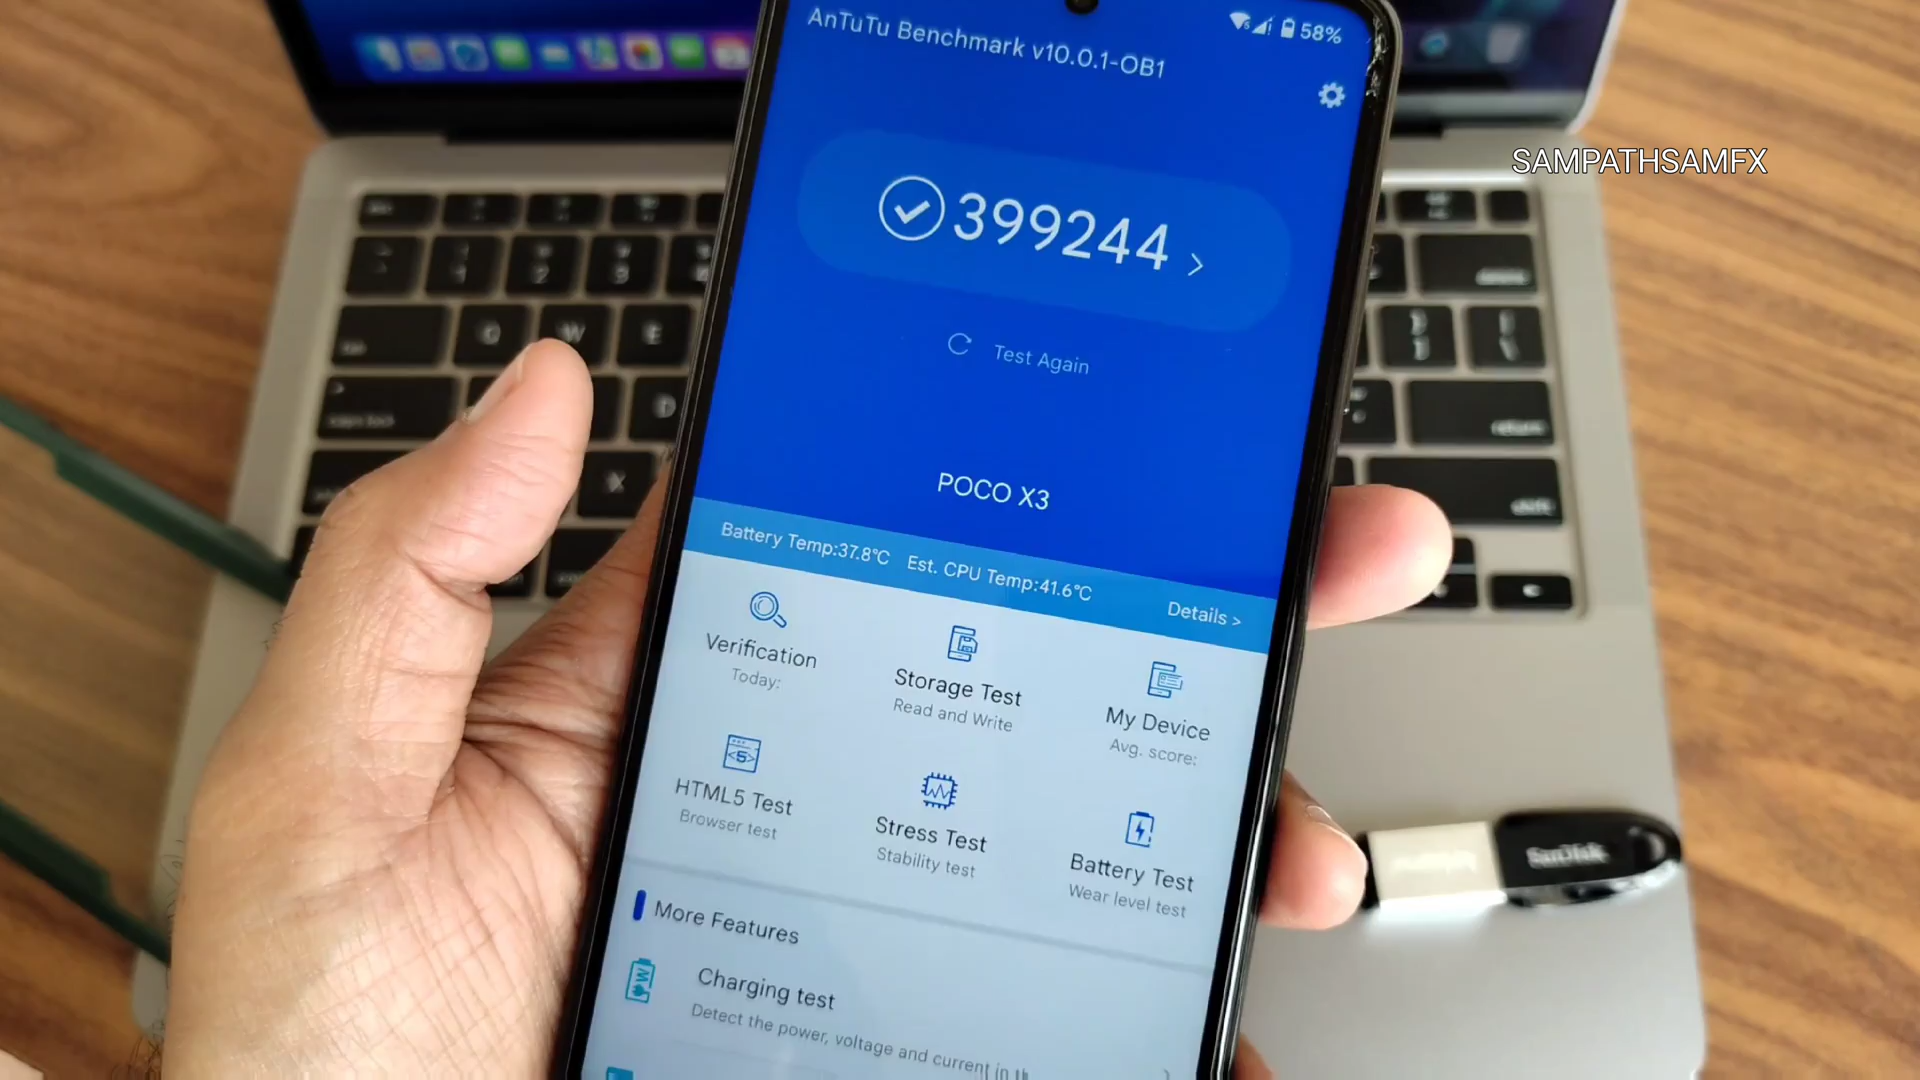 AnTuTu Benchmark v10.0.1-OB1
58%
SAMPATHSAMFX
399244 >
Test Again
POCO X3
Battery Temp:37.8°C Est. CPU Temp:41.6°C Details >
Verification
Today:
Storage Test
Read and Write
My Device
Avg. score:
HTML5 Test
Browser test
Stress Test
Stability test
Battery Test
Wear level test
More Features
Charging test
Detect the power, voltage and current in
SanDisk
Q W E
D
X
return
shift